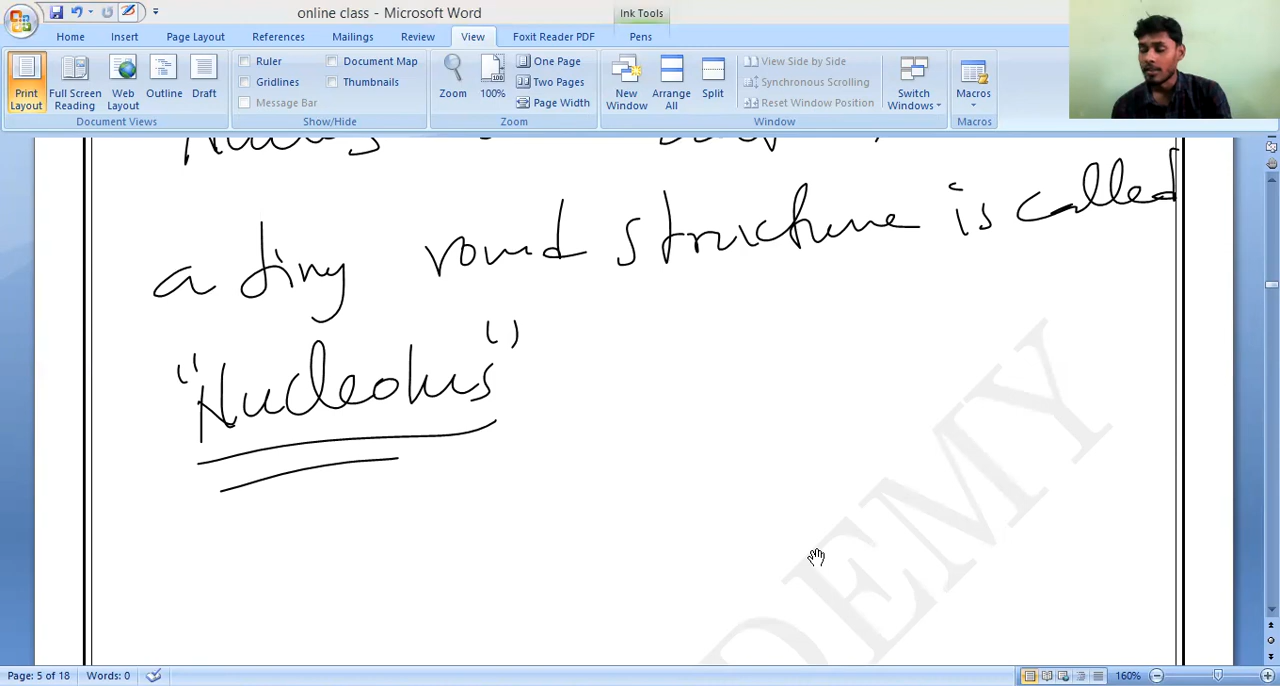 online class - Microsoft Word
Ink Tools
Home Insert Page Layout References Mailings Review View Foxit Reader PDF Pens
Print Layout
Full Screen Reading
Web Layout
Outline
Draft
Document Views
Ruler
Gridlines
Message Bar
Document Map
Thumbnails
Show/Hide
Zoom
100%
One Page
Two Pages
Page Width
Zoom
New Window
Arrange All
Split
View Side by Side
Synchronous Scrolling
Reset Window Position
Switch Windows
Window
Macros
Macros
a tiny round structure is called
"Nucleolus"
DEMY
Page: 5 of 18 Words: 0 160%